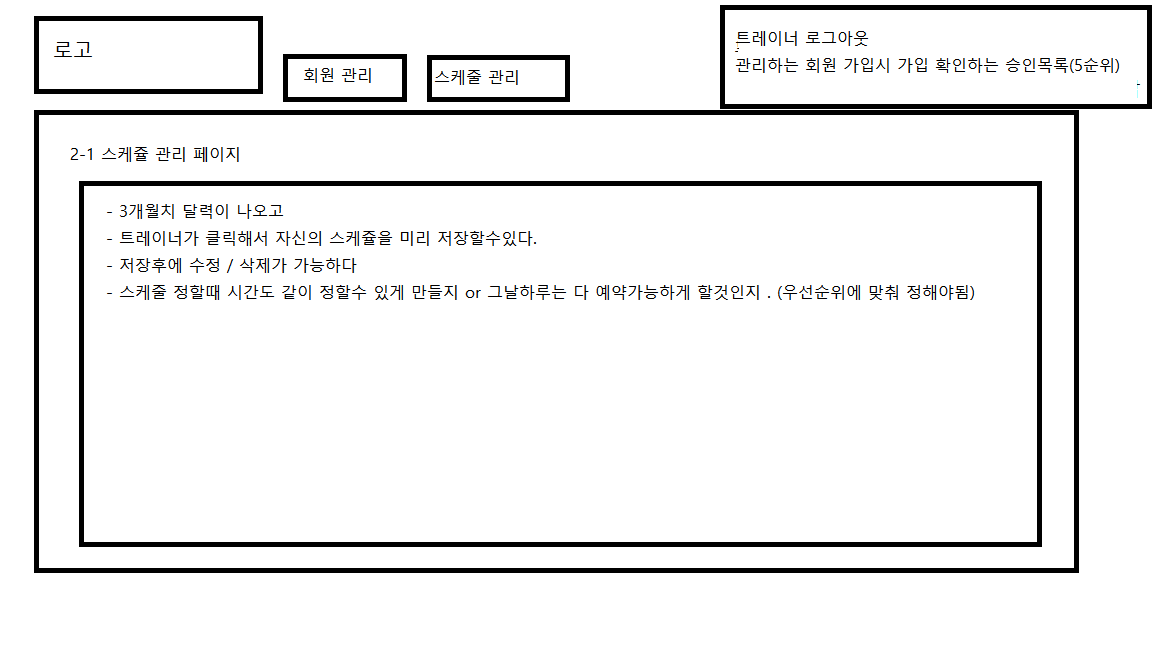 로고
회원 관리
스케줄 관리
트레이너 로그아웃
관리하는 회원 가입시 가입 확인하는 승인목록(5순위)
2-1 스케쥴 관리 페이지
- 3개월치 달력이 나오고
- 트레이너가 클릭해서 자신의 스케쥴을 미리 저장할수있다.
- 저장후에 수정 / 삭제가 가능하다
- 스케줄 정할때 시간도 같이 정할수 있게 만들지 or 그날하루는 다 예약가능하게 할것인지 . (우선순위에 맞춰 정해야됨)